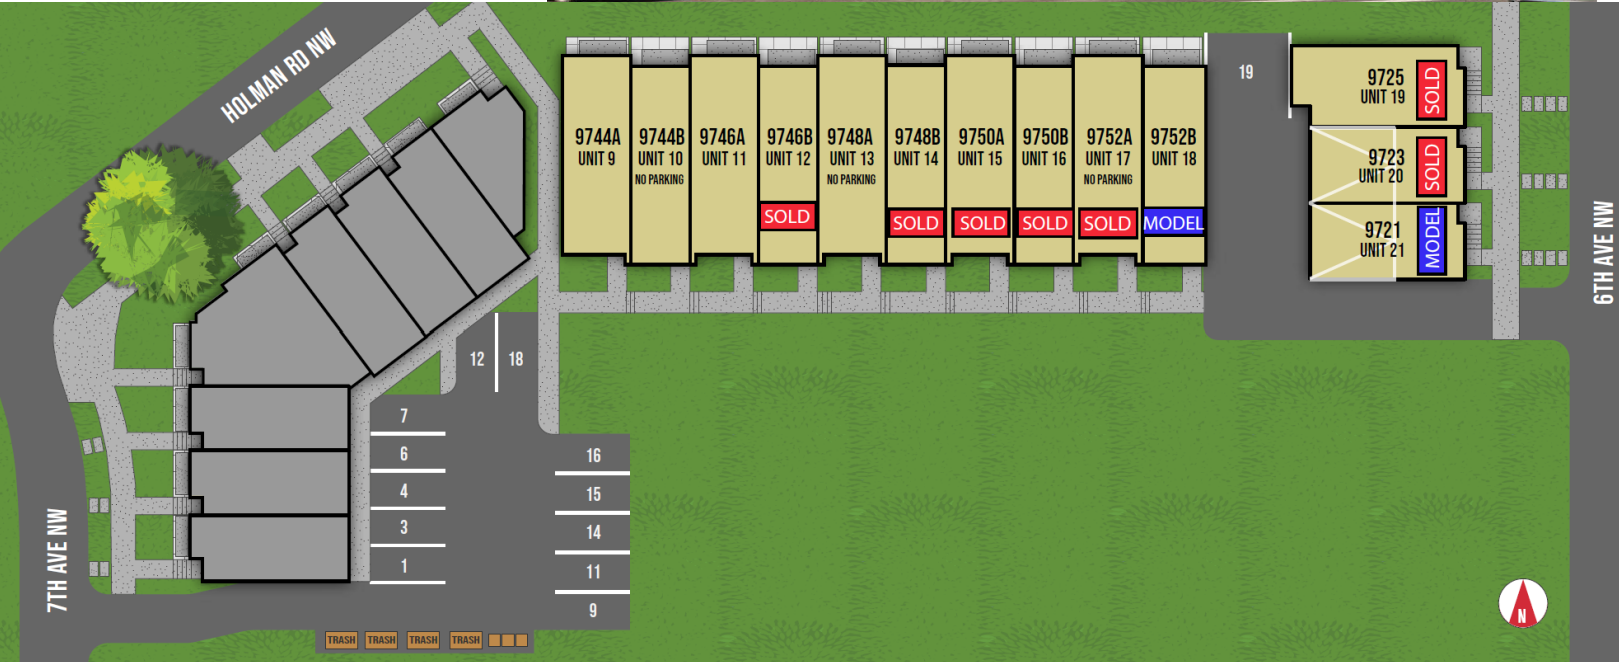 HOLMAN RD NW
9744A
UNIT 9
9744B
UNIT 10
NO PARKING
9746A
UNIT 11
9746B
UNIT 12
SOLD
9748A
UNIT 13
NO PARKING
9748B
UNIT 14
SOLD
9750A
UNIT 15
SOLD
9750B
UNIT 16
SOLD
9752A
UNIT 17
NO PARKING
SOLD
9752B
UNIT 18
MODEL
19
9725
UNIT 19
SOLD
9723
UNIT 20
SOLD
9721
UNIT 21
MODEL
6TH AVE NW
12
18
7
6
4
3
1
16
15
14
11
9
7TH AVE NW
TRASH
TRASH
TRASH
TRASH
N